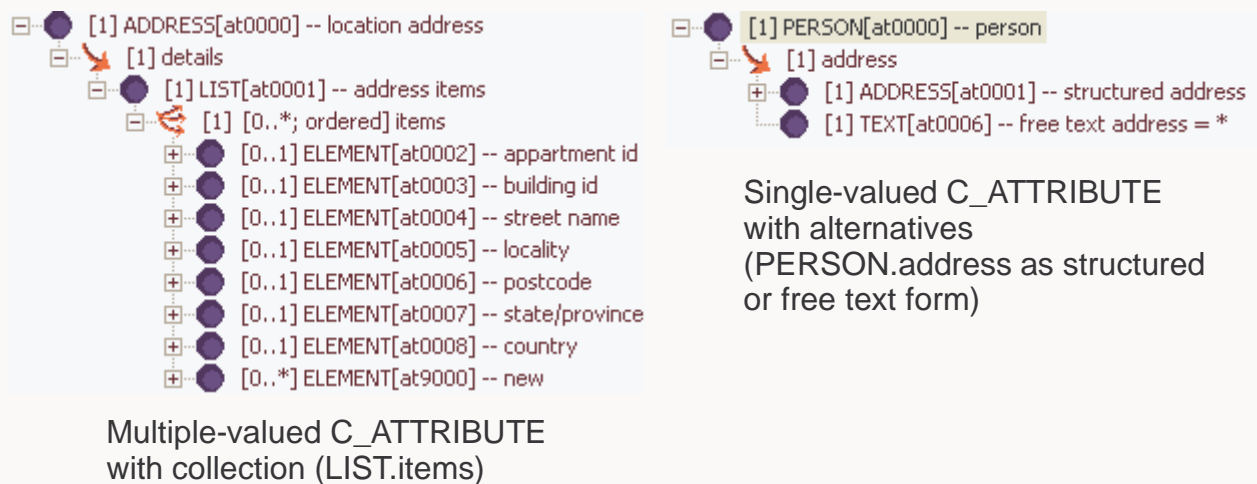 [1] ADDRESS[at0000] -- location address
[1] details
[1] LIST[at0001] -- address items
[1] [0..*; ordered] items
[0..1] ELEMENT[at0002] -- appartment id
[0..1] ELEMENT[at0003] -- building id
[0..1] ELEMENT[at0004] -- street name
[0..1] ELEMENT[at0005] -- locality
[0..1] ELEMENT[at0006] -- postcode
[0..1] ELEMENT[at0007] -- state/province
[0..1] ELEMENT[at0008] -- country
[0..*] ELEMENT[at9000] -- new
Multiple-valued C_ATTRIBUTE
with collection (LIST.items)
[1] PERSON[at0000] -- person
[1] address
[1] ADDRESS[at0001] -- structured address
[1] TEXT[at0006] -- free text address = *
Single-valued C_ATTRIBUTE
with alternatives
(PERSON.address as structured
or free text form)